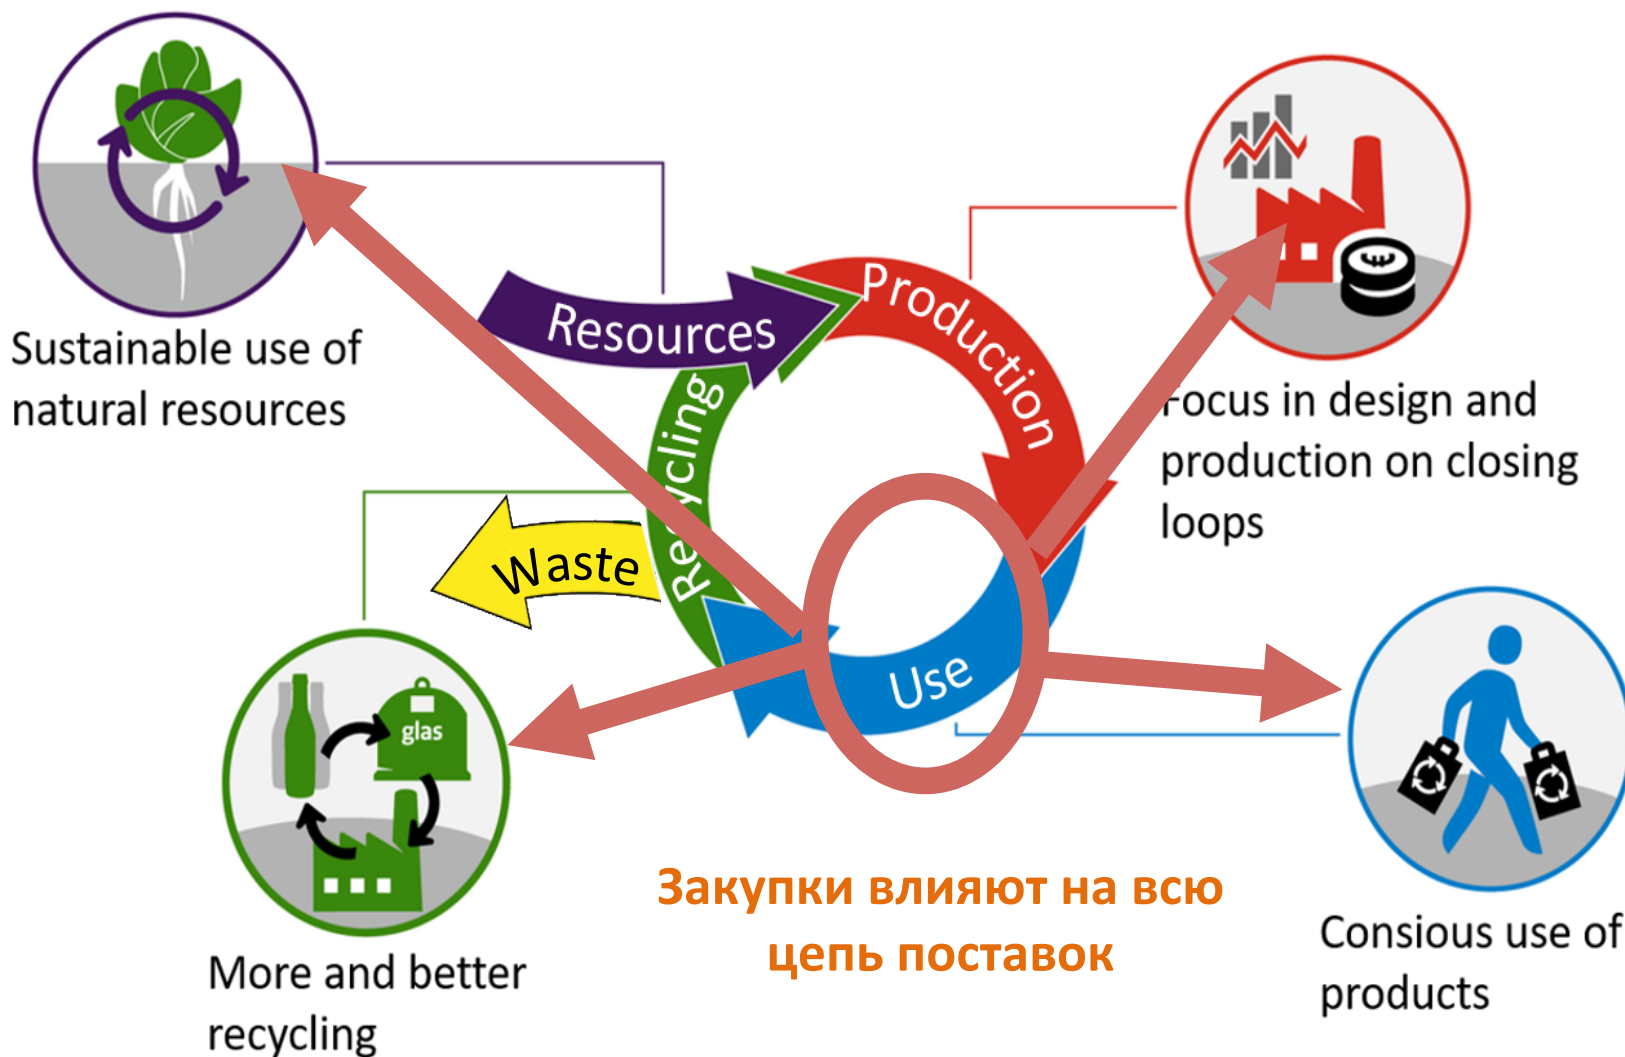 Sustainable use of
natural resources
Resources
Production
Focus in design and
production on closing
loops
Recycling
Waste
Use
glas
More and better
recycling
Закупки влияют на всю
цепь поставок
Consious use of
products